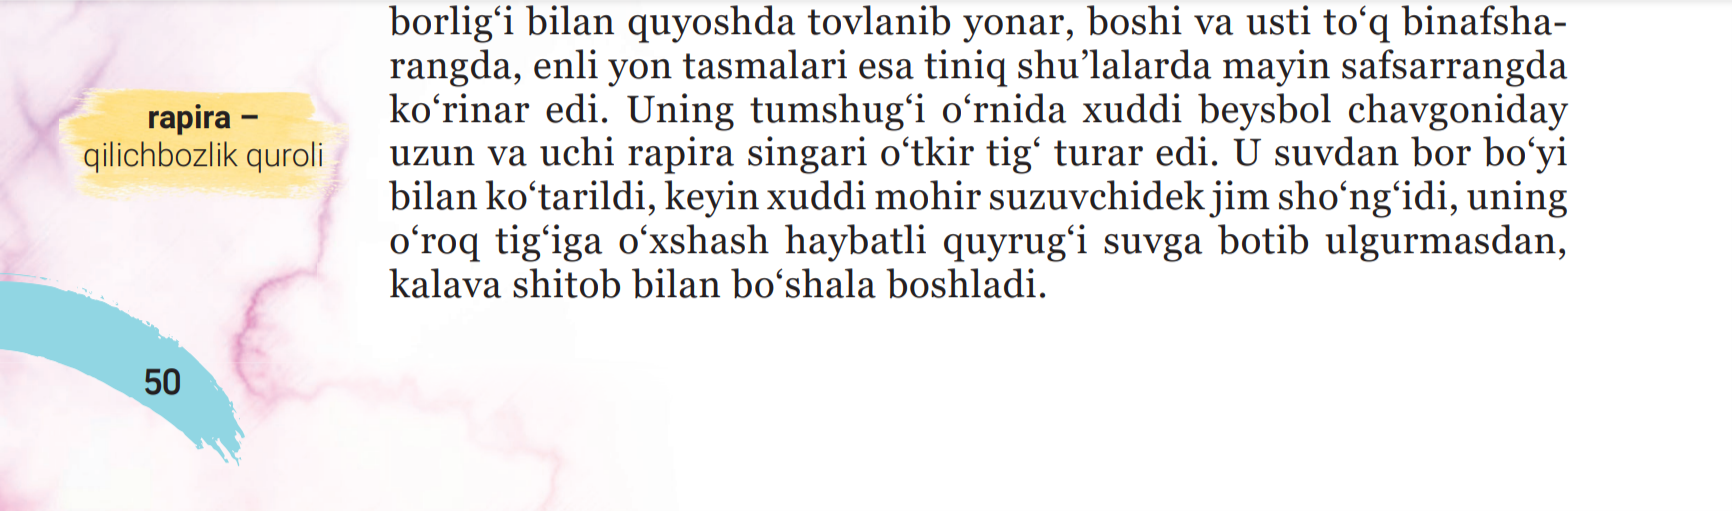 borlig‘i bilan quyoshda tovlanib yonar, boshi va usti to‘q binafsha-
rangda, enli yon tasmalari esa tiniq shu’lalarda mayin safsarrangda
ko‘rinar edi. Uning tumshug‘i o‘rnida xuddi beysbol chavgoniday
uzun va uchi rapira singari o‘tkir tig‘ turar edi. U suvdan bor bo‘yi
bilan ko‘tarildi, keyin xuddi mohir suzuvchidek jim sho‘ng‘idi, uning
o‘roq tig‘iga o‘xshash haybatli quyrug‘i suvga botib ulgurmasdan,
kalava shitob bilan bo‘shala boshladi.
rapira –
qilichbozlik quroli
50